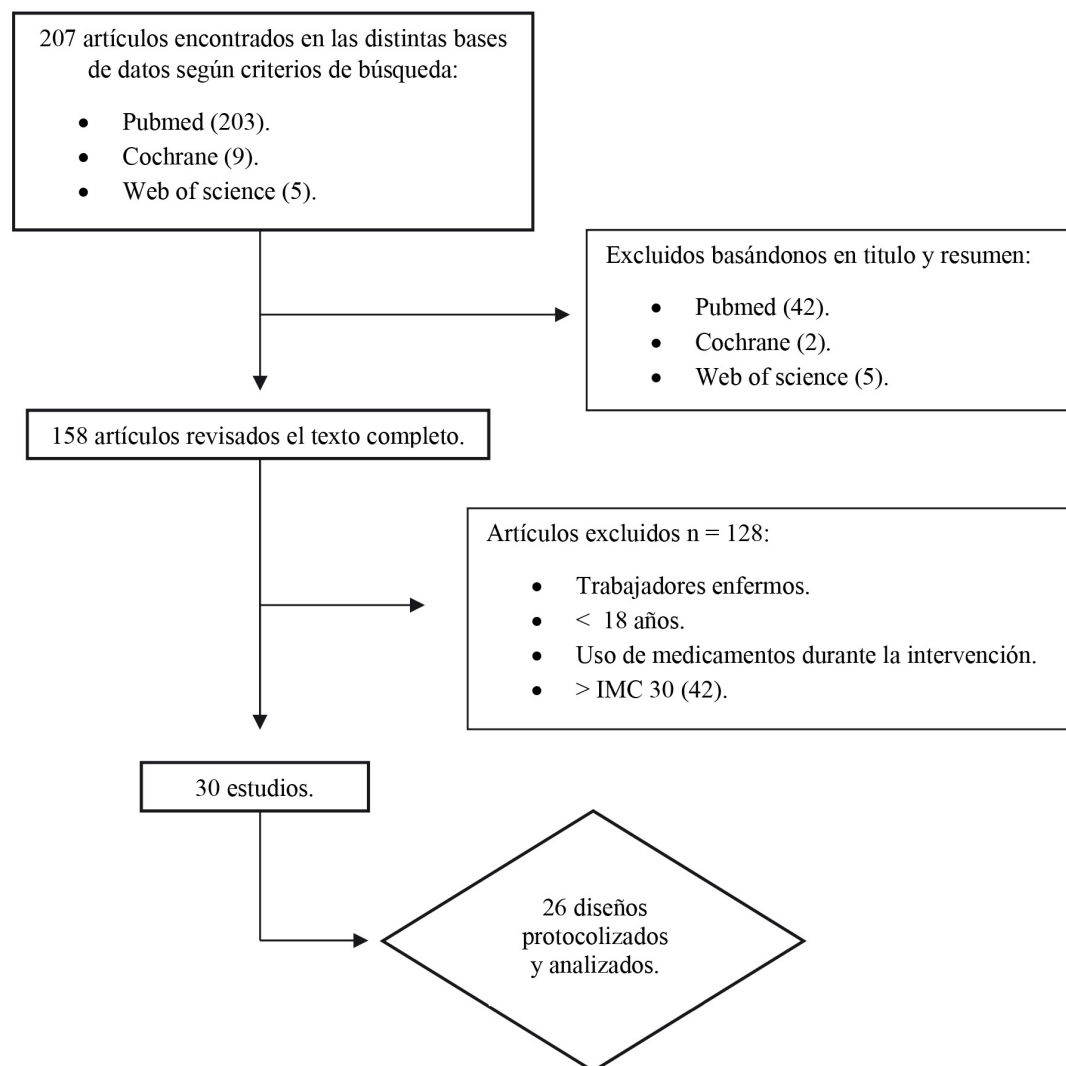 207 artículos encontrados en las distintas bases
de datos según criterios de búsqueda:
• Pubmed (203).
• Cochrane (9).
• Web of science (5).
Excluidos basándonos en titulo y resumen:
• Pubmed (42).
• Cochrane (2).
• Web of science (5).
158 artículos revisados el texto completo.
Artículos excluidos n = 128:
• Trabajadores enfermos.
• < 18 años.
• Uso de medicamentos durante la intervención.
• > IMC 30 (42).
30 estudios.
26 diseños
protocolizados
y analizados.